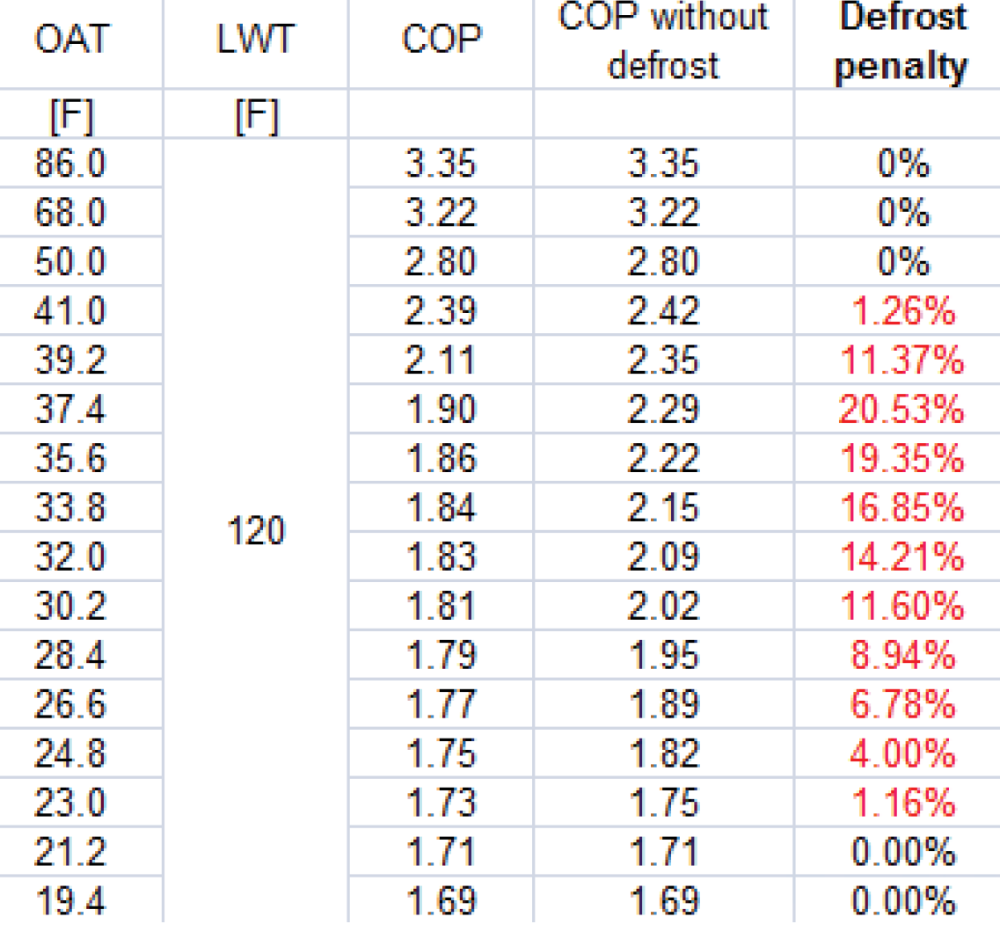 OAT LWT COP COP without defrost Defrost penalty
[F] [F]
86.0 3.35 3.35 0%
68.0 3.22 3.22 0%
50.0 2.80 2.80 0%
41.0 2.39 2.42 1.26%
39.2 2.11 2.35 11.37%
37.4 1.90 2.29 20.53%
35.6 1.86 2.22 19.35%
33.8 1.84 2.15 16.85%
120
32.0 1.83 2.09 14.21%
30.2 1.81 2.02 11.60%
28.4 1.79 1.95 8.94%
26.6 1.77 1.89 6.78%
24.8 1.75 1.82 4.00%
23.0 1.73 1.75 1.16%
21.2 1.71 1.71 0.00%
19.4 1.69 1.69 0.00%